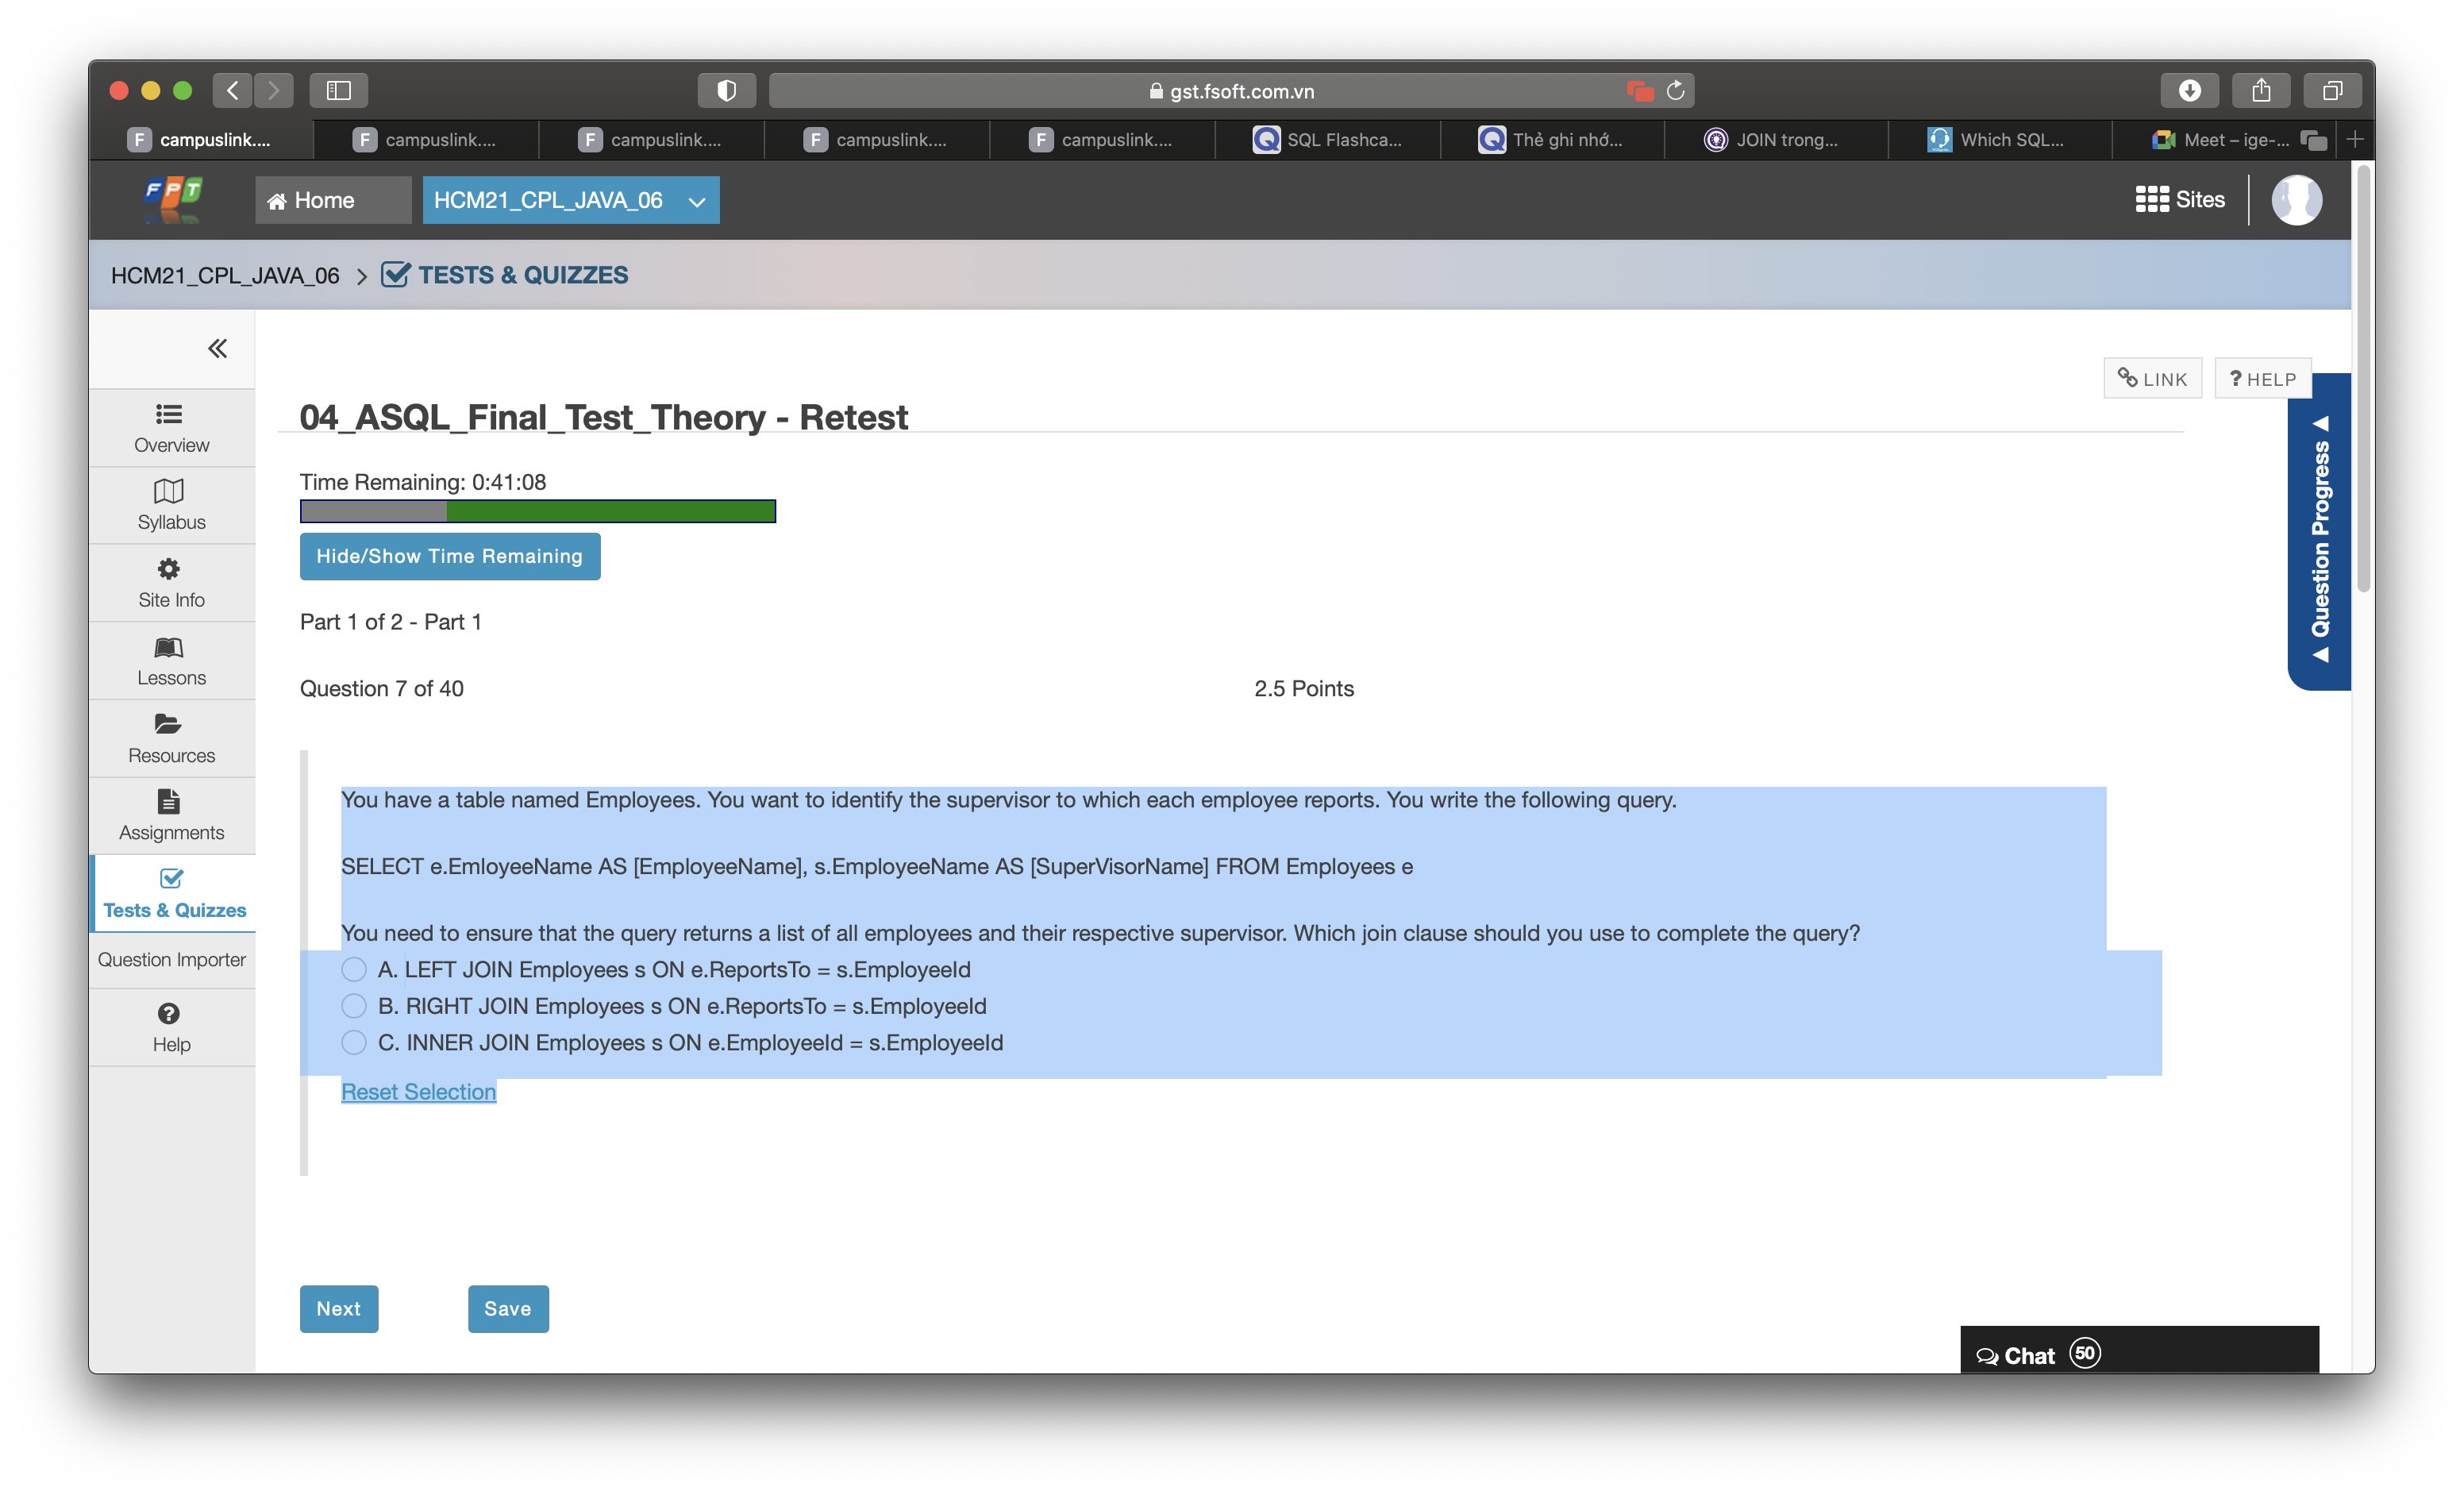 gst.fsoft.com.vn
F campuslink....
F campuslink....
F campuslink....
F campuslink....
F campuslink....
SQL Flashca...
Thẻ ghi nhớ...
JOIN trong...
Which SQL...
Meet – ige-...
FPT
Home
HCM21_CPL_JAVA_06
Sites
HCM21_CPL_JAVA_06 > TESTS & QUIZZES
LINK
? HELP
Overview
Syllabus
Site Info
Lessons
Resources
Assignments
Tests & Quizzes
Question Importer
Help
04_ASQL_Final_Test_Theory - Retest
Time Remaining: 0:41:08
Hide/Show Time Remaining
Part 1 of 2 - Part 1
Question 7 of 40
2.5 Points
Question Progress
You have a table named Employees. You want to identify the supervisor to which each employee reports. You write the following query.
SELECT e.EmloyeeName AS [EmployeeName], s.EmployeeName AS [SuperVisorName] FROM Employees e
You need to ensure that the query returns a list of all employees and their respective supervisor. Which join clause should you use to complete the query?
A. LEFT JOIN Employees s ON e.ReportsTo = s.EmployeeId
B. RIGHT JOIN Employees s ON e.ReportsTo = s.EmployeeId
C. INNER JOIN Employees s ON e.EmployeeId = s.EmployeeId
Reset Selection
Next
Save
Chat 50